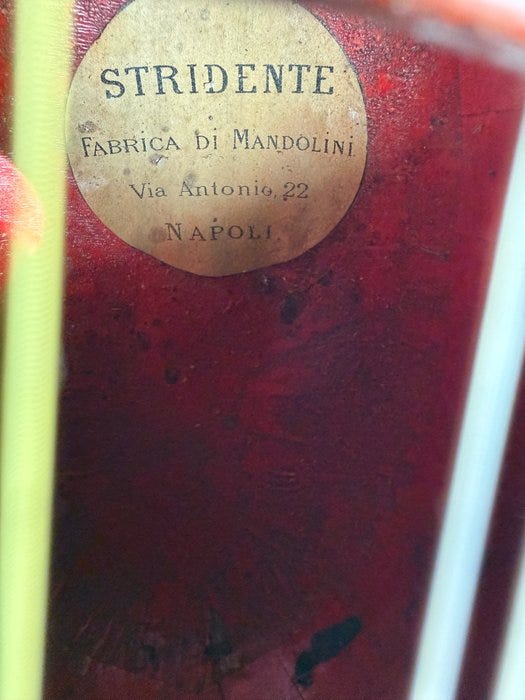 STRIDENTE
FABRICA DI MANDOLINI
Via Antonio, 22
NAPOLI.